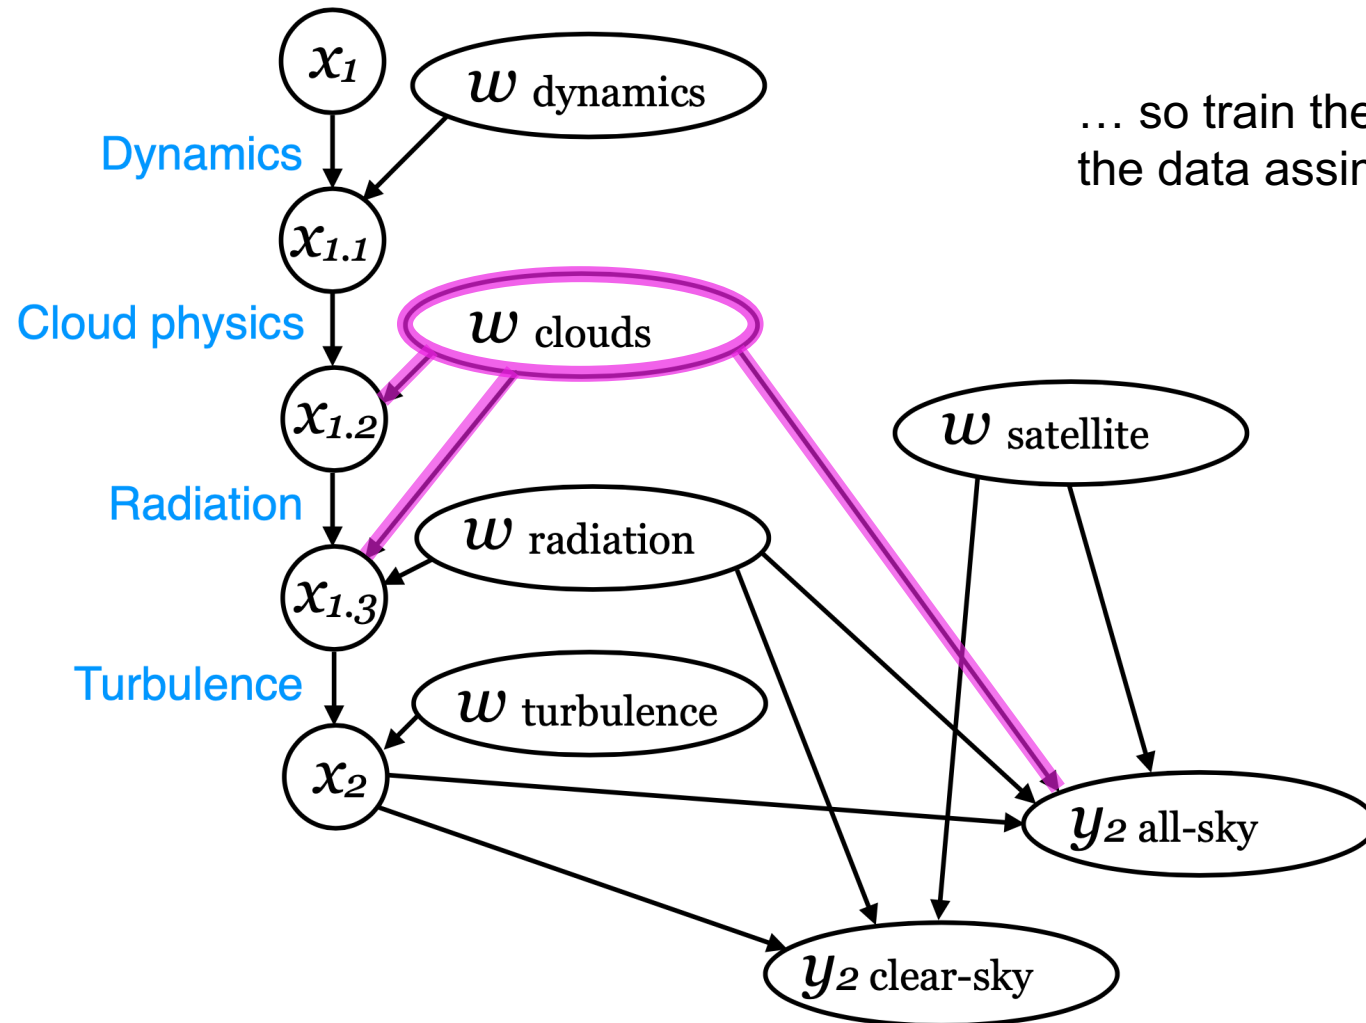 x1
w dynamics
… so train the
the data assi
Dynamics
x1.1
Cloud physics
w clouds
x1.2
w satellite
Radiation
w radiation
x1.3
Turbulence
w turbulence
x2
y2 all-sky
y2 clear-sky